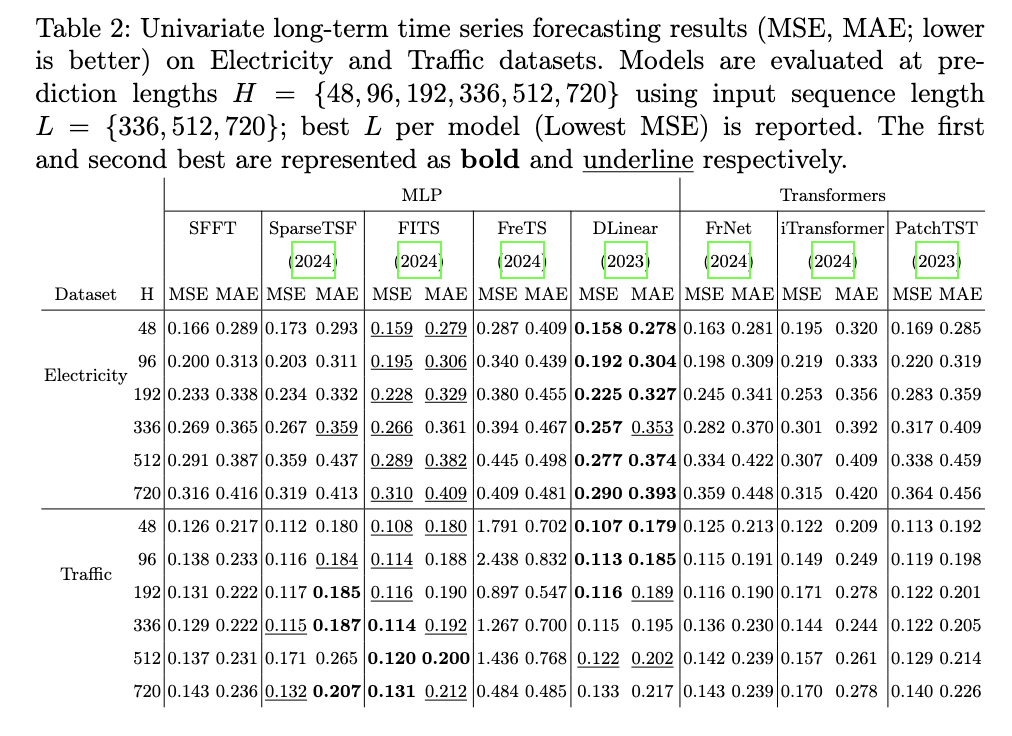 Table 2: Univariate long-term time series forecasting results (MSE, MAE; lower
is better) on Electricity and Traffic datasets. Models are evaluated at pre-
diction lengths H = {48, 96, 192, 336, 512, 720} using input sequence length
L = {336, 512, 720}; best L per model (Lowest MSE) is reported. The first
and second best are represented as bold and underline respectively.
MLP Transformers
SFFT SparseTSF FITS FreTS DLinear FrNet iTransformer PatchTST
(2024) (2024) (2024) (2023) (2024) (2024) (2023)
Dataset H MSE MAE MSE MAE MSE MAE MSE MAE MSE MAE MSE MAE MSE MAE MSE MAE
48 0.166 0.289 0.173 0.293 0.159 0.279 0.287 0.409 0.158 0.278 0.163 0.281 0.195 0.320 0.169 0.285
96 0.200 0.313 0.203 0.311 0.195 0.306 0.340 0.439 0.192 0.304 0.198 0.309 0.219 0.333 0.220 0.319
Electricity
192 0.233 0.338 0.234 0.332 0.228 0.329 0.380 0.455 0.225 0.327 0.245 0.341 0.253 0.356 0.283 0.359
336 0.269 0.365 0.267 0.359 0.266 0.361 0.394 0.467 0.257 0.353 0.282 0.370 0.301 0.392 0.317 0.409
512 0.291 0.387 0.359 0.437 0.289 0.382 0.445 0.498 0.277 0.374 0.334 0.422 0.307 0.409 0.338 0.459
720 0.316 0.416 0.319 0.413 0.310 0.409 0.409 0.481 0.290 0.393 0.359 0.448 0.315 0.420 0.364 0.456
48 0.126 0.217 0.112 0.180 0.108 0.180 1.791 0.702 0.107 0.179 0.125 0.213 0.122 0.209 0.113 0.192
96 0.138 0.233 0.116 0.184 0.114 0.188 2.438 0.832 0.113 0.185 0.115 0.191 0.149 0.249 0.119 0.198
Traffic
192 0.131 0.222 0.117 0.185 0.116 0.190 0.897 0.547 0.116 0.189 0.116 0.190 0.171 0.278 0.122 0.201
336 0.129 0.222 0.115 0.187 0.114 0.192 1.267 0.700 0.115 0.195 0.136 0.230 0.144 0.244 0.122 0.205
512 0.137 0.231 0.171 0.265 0.120 0.200 1.436 0.768 0.122 0.202 0.142 0.239 0.157 0.261 0.129 0.214
720 0.143 0.236 0.132 0.207 0.131 0.212 0.484 0.485 0.133 0.217 0.143 0.239 0.170 0.278 0.140 0.226